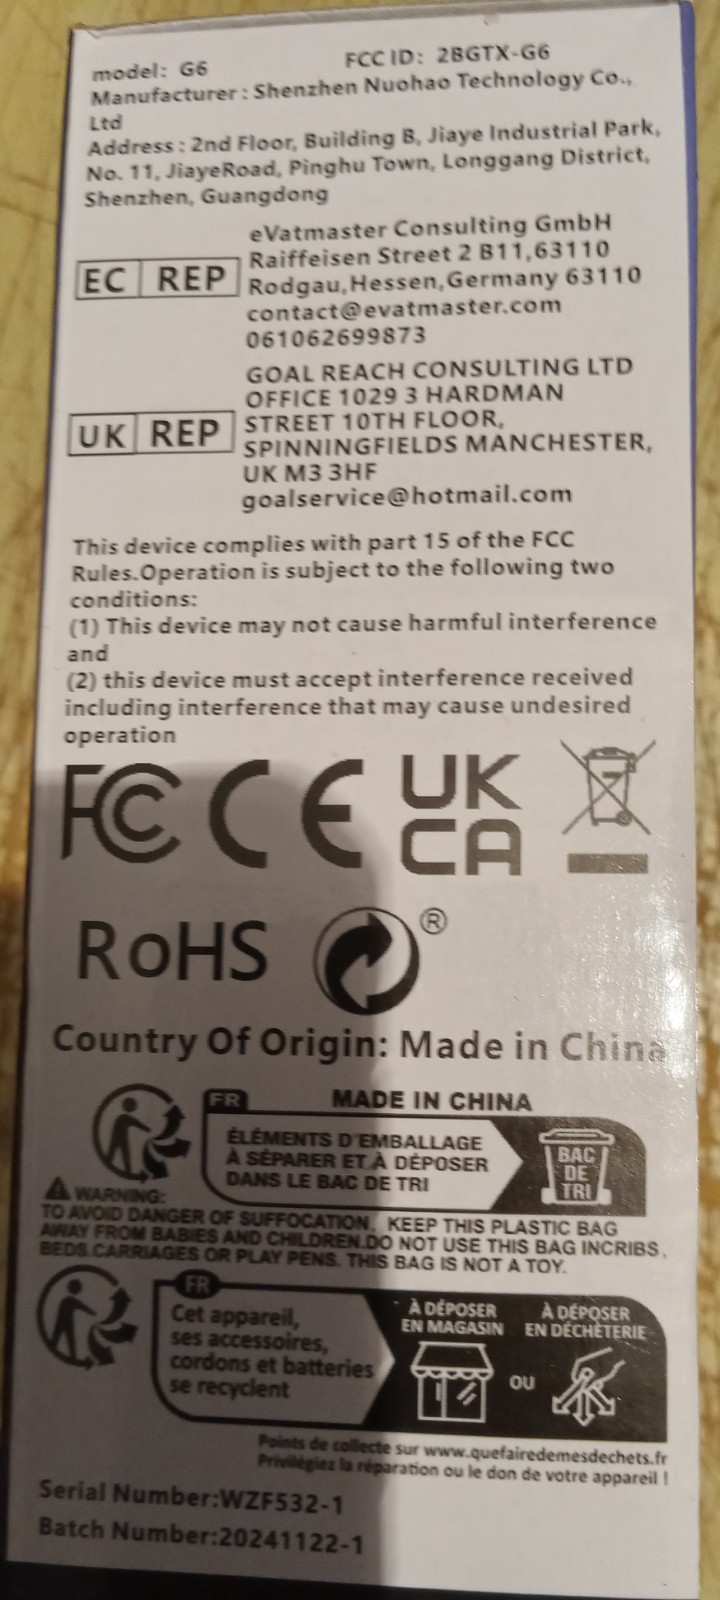 model: G6 FCC ID: 2BGTX-G6
Manufacturer : Shenzhen Nuohao Technology Co.,
Ltd
Address : 2nd Floor, Building B, Jiaye Industrial Park,
No. 11, JiayeRoad, Pinghu Town, Longgang District,
Shenzhen, Guangdong
EC REP
eVatmaster Consulting GmbH
Raiffeisen Street 2 B11,63110
Rodgau,Hessen,Germany 63110
contact@evatmaster.com
061062699873
UK REP
GOAL REACH CONSULTING LTD
OFFICE 1029 3 HARDMAN
STREET 10TH FLOOR,
SPINNINGFIELDS MANCHESTER,
UK M3 3HF
goalservice@hotmail.com
This device complies with part 15 of the FCC
Rules.Operation is subject to the following two
conditions:
(1) This device may not cause harmful interference
and
(2) this device must accept interference received
including interference that may cause undesired
operation
FC CE UK
CA
RoHS ®
Country Of Origin: Made in China
FR MADE IN CHINA
ÉLÉMENTS D'EMBALLAGE
À SÉPARER ET À DÉPOSER
DANS LE BAC DE TRI
BAC
DE
TRI
WARNING:
TO AVOID DANGER OF SUFFOCATION, KEEP THIS PLASTIC BAG
AWAY FROM BABIES AND CHILDREN.DO NOT USE THIS BAG INCRIBS,
BEDS.CARRIAGES OR PLAY PENS. THIS BAG IS NOT A TOY.
FR
Cet appareil,
ses accessoires,
cordons et batteries
se recyclent
À DÉPOSER
EN MAGASIN
OU
À DÉPOSER
EN DÉCHÈTERIE
Points de collecte sur www.quefairedemesdechets.fr
Privilégiez la réparation ou le don de votre appareil !
Serial Number:WZF532-1
Batch Number:20241122-1